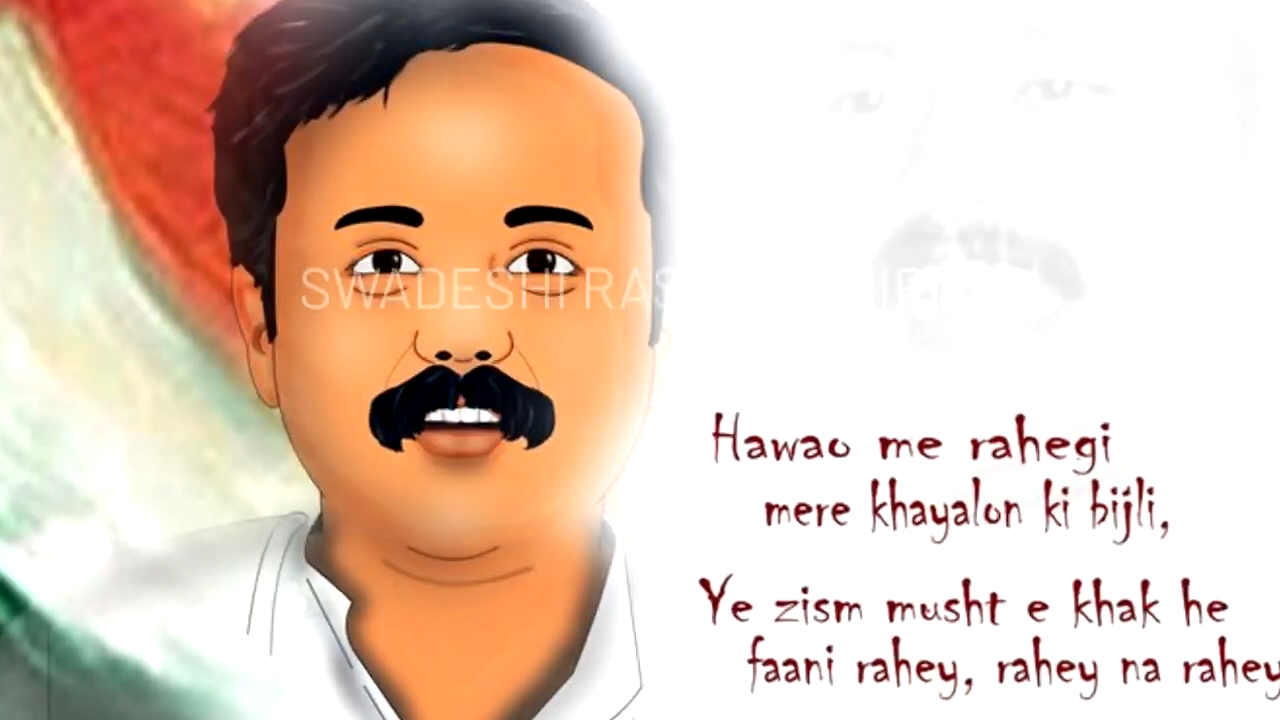 SWADESHI RAS
Hawao me rahegi
mere khayalon ki bijli,
Ye zism musht e khak he
faani rahey, rahey na rahey